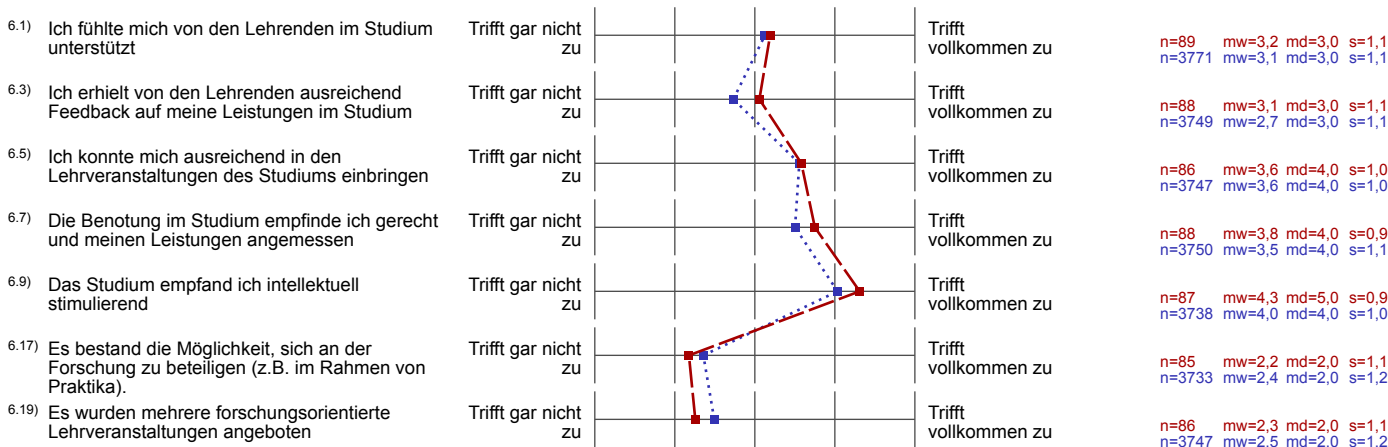 6.1) Ich fühlte mich von den Lehrenden im Studium
unterstützt
Trifft gar nicht
zu
Trifft
vollkommen zu
n=89 mw=3,2 md=3,0 s=1,1
n=3771 mw=3,1 md=3,0 s=1,1
6.3) Ich erhielt von den Lehrenden ausreichend
Feedback auf meine Leistungen im Studium
Trifft gar nicht
zu
Trifft
vollkommen zu
n=88 mw=3,1 md=3,0 s=1,1
n=3749 mw=2,7 md=3,0 s=1,1
6.5) Ich konnte mich ausreichend in den
Lehrveranstaltungen des Studiums einbringen
Trifft gar nicht
zu
Trifft
vollkommen zu
n=86 mw=3,6 md=4,0 s=1,0
n=3747 mw=3,6 md=4,0 s=1,0
6.7) Die Benotung im Studium empfinde ich gerecht
und meinen Leistungen angemessen
Trifft gar nicht
zu
Trifft
vollkommen zu
n=88 mw=3,8 md=4,0 s=0,9
n=3750 mw=3,5 md=4,0 s=1,1
6.9) Das Studium empfand ich intellektuell
stimulierend
Trifft gar nicht
zu
Trifft
vollkommen zu
n=87 mw=4,3 md=5,0 s=0,9
n=3738 mw=4,0 md=4,0 s=1,0
6.17) Es bestand die Möglichkeit, sich an der
Forschung zu beteiligen (z.B. im Rahmen von
Praktika).
Trifft gar nicht
zu
Trifft
vollkommen zu
n=85 mw=2,2 md=2,0 s=1,1
n=3733 mw=2,4 md=2,0 s=1,2
6.19) Es wurden mehrere forschungsorientierte
Lehrveranstaltungen angeboten
Trifft gar nicht
zu
Trifft
vollkommen zu
n=86 mw=2,3 md=2,0 s=1,1
n=3747 mw=2,5 md=2,0 s=1,2